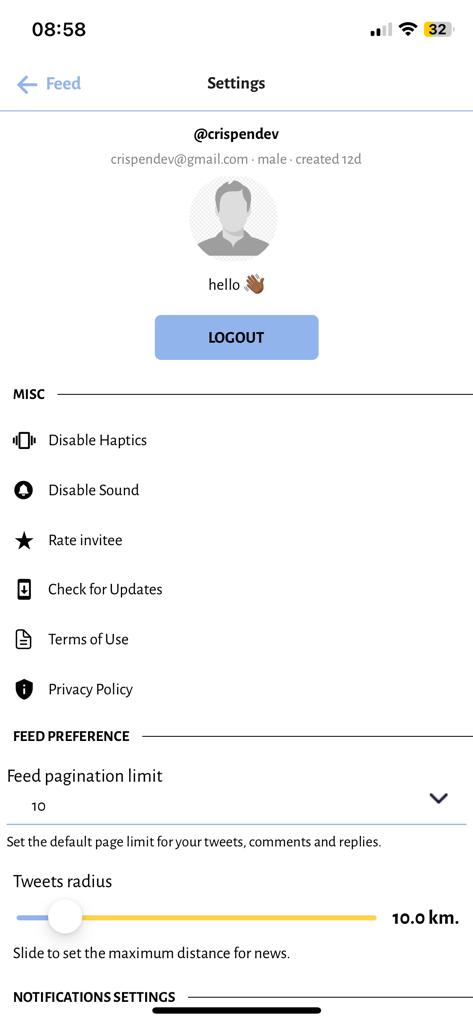 08:58
32
Feed
Settings
@crispendev
crispendev@gmail.com · male · created 12d
hello 👋🏾
LOGOUT
MISC
Disable Haptics
Disable Sound
Rate invitee
Check for Updates
Terms of Use
Privacy Policy
FEED PREFERENCE
Feed pagination limit
10
Set the default page limit for your tweets, comments and replies.
Tweets radius
10.0 km.
Slide to set the maximum distance for news.
NOTIFICATIONS SETTINGS